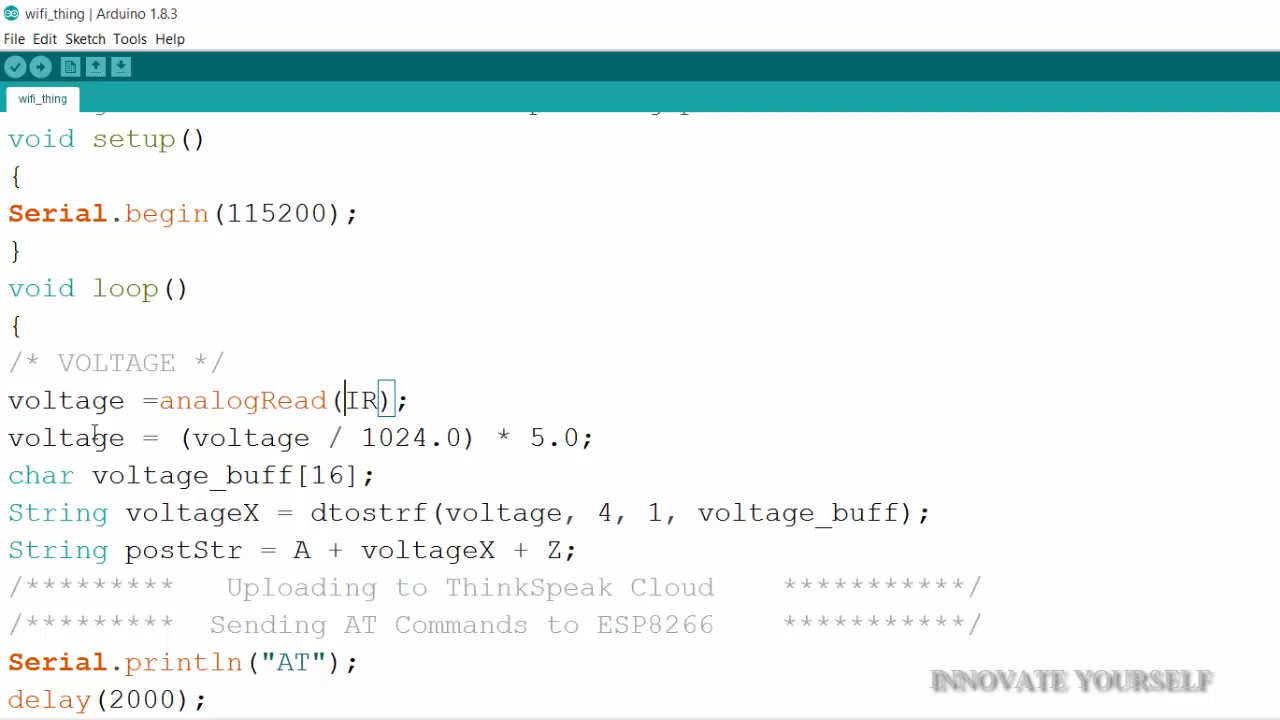 wifi_thing | Arduino 1.8.3
File Edit Sketch Tools Help
wifi_thing
void setup()
{
Serial.begin(115200);
}
void loop()
{
/* VOLTAGE */
voltage =analogRead(IR);
voltage = (voltage / 1024.0) * 5.0;
char voltage_buff[16];
String voltageX = dtostrf(voltage, 4, 1, voltage_buff);
String postStr = A + voltageX + Z;
/********* Uploading to ThinkSpeak Cloud ***********/
/********* Sending AT Commands to ESP8266 ***********/
Serial.println("AT");
delay(2000);
INNOVATE YOURSELF